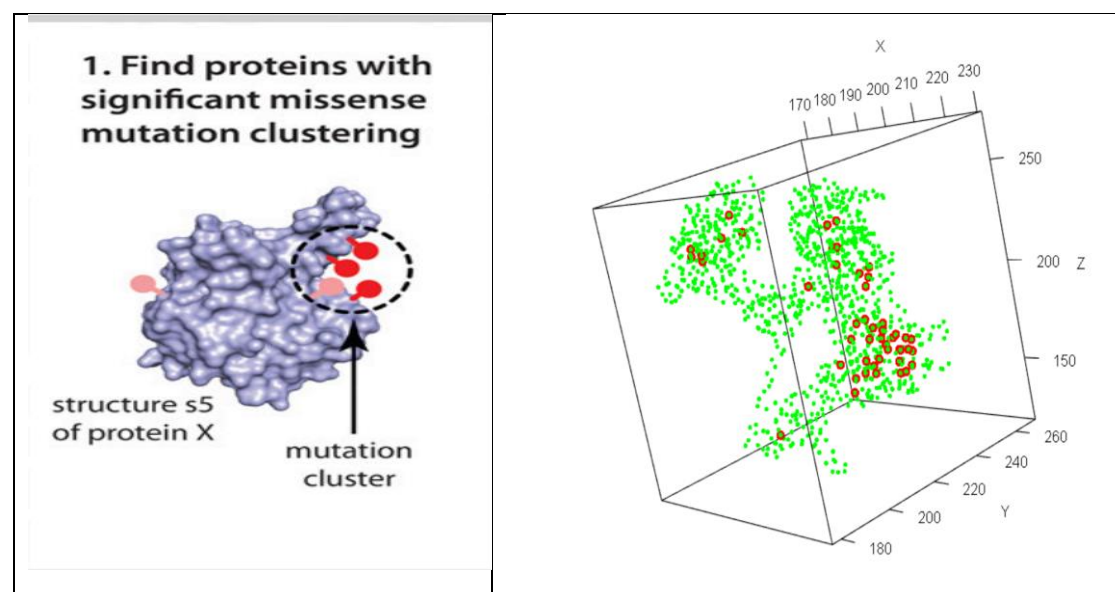 1. Find proteins with
significant missense
mutation clustering
structure s5
of protein X
mutation
cluster
X
170 180 190 200 210 220 230
250
200 Z
150
260
240
220
Y
200
180